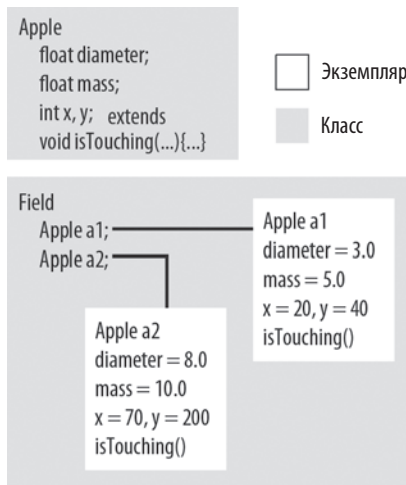 Apple
float diameter;
float mass;
int x, y;  extends
void isTouching(...){...}
Экземпляр
Класс
Field
Apple a1;
Apple a2;
Apple a1
diameter = 3.0
mass = 5.0
x = 20, y = 40
isTouching()
Apple a2
diameter = 8.0
mass = 10.0
x = 70, y = 200
isTouching()